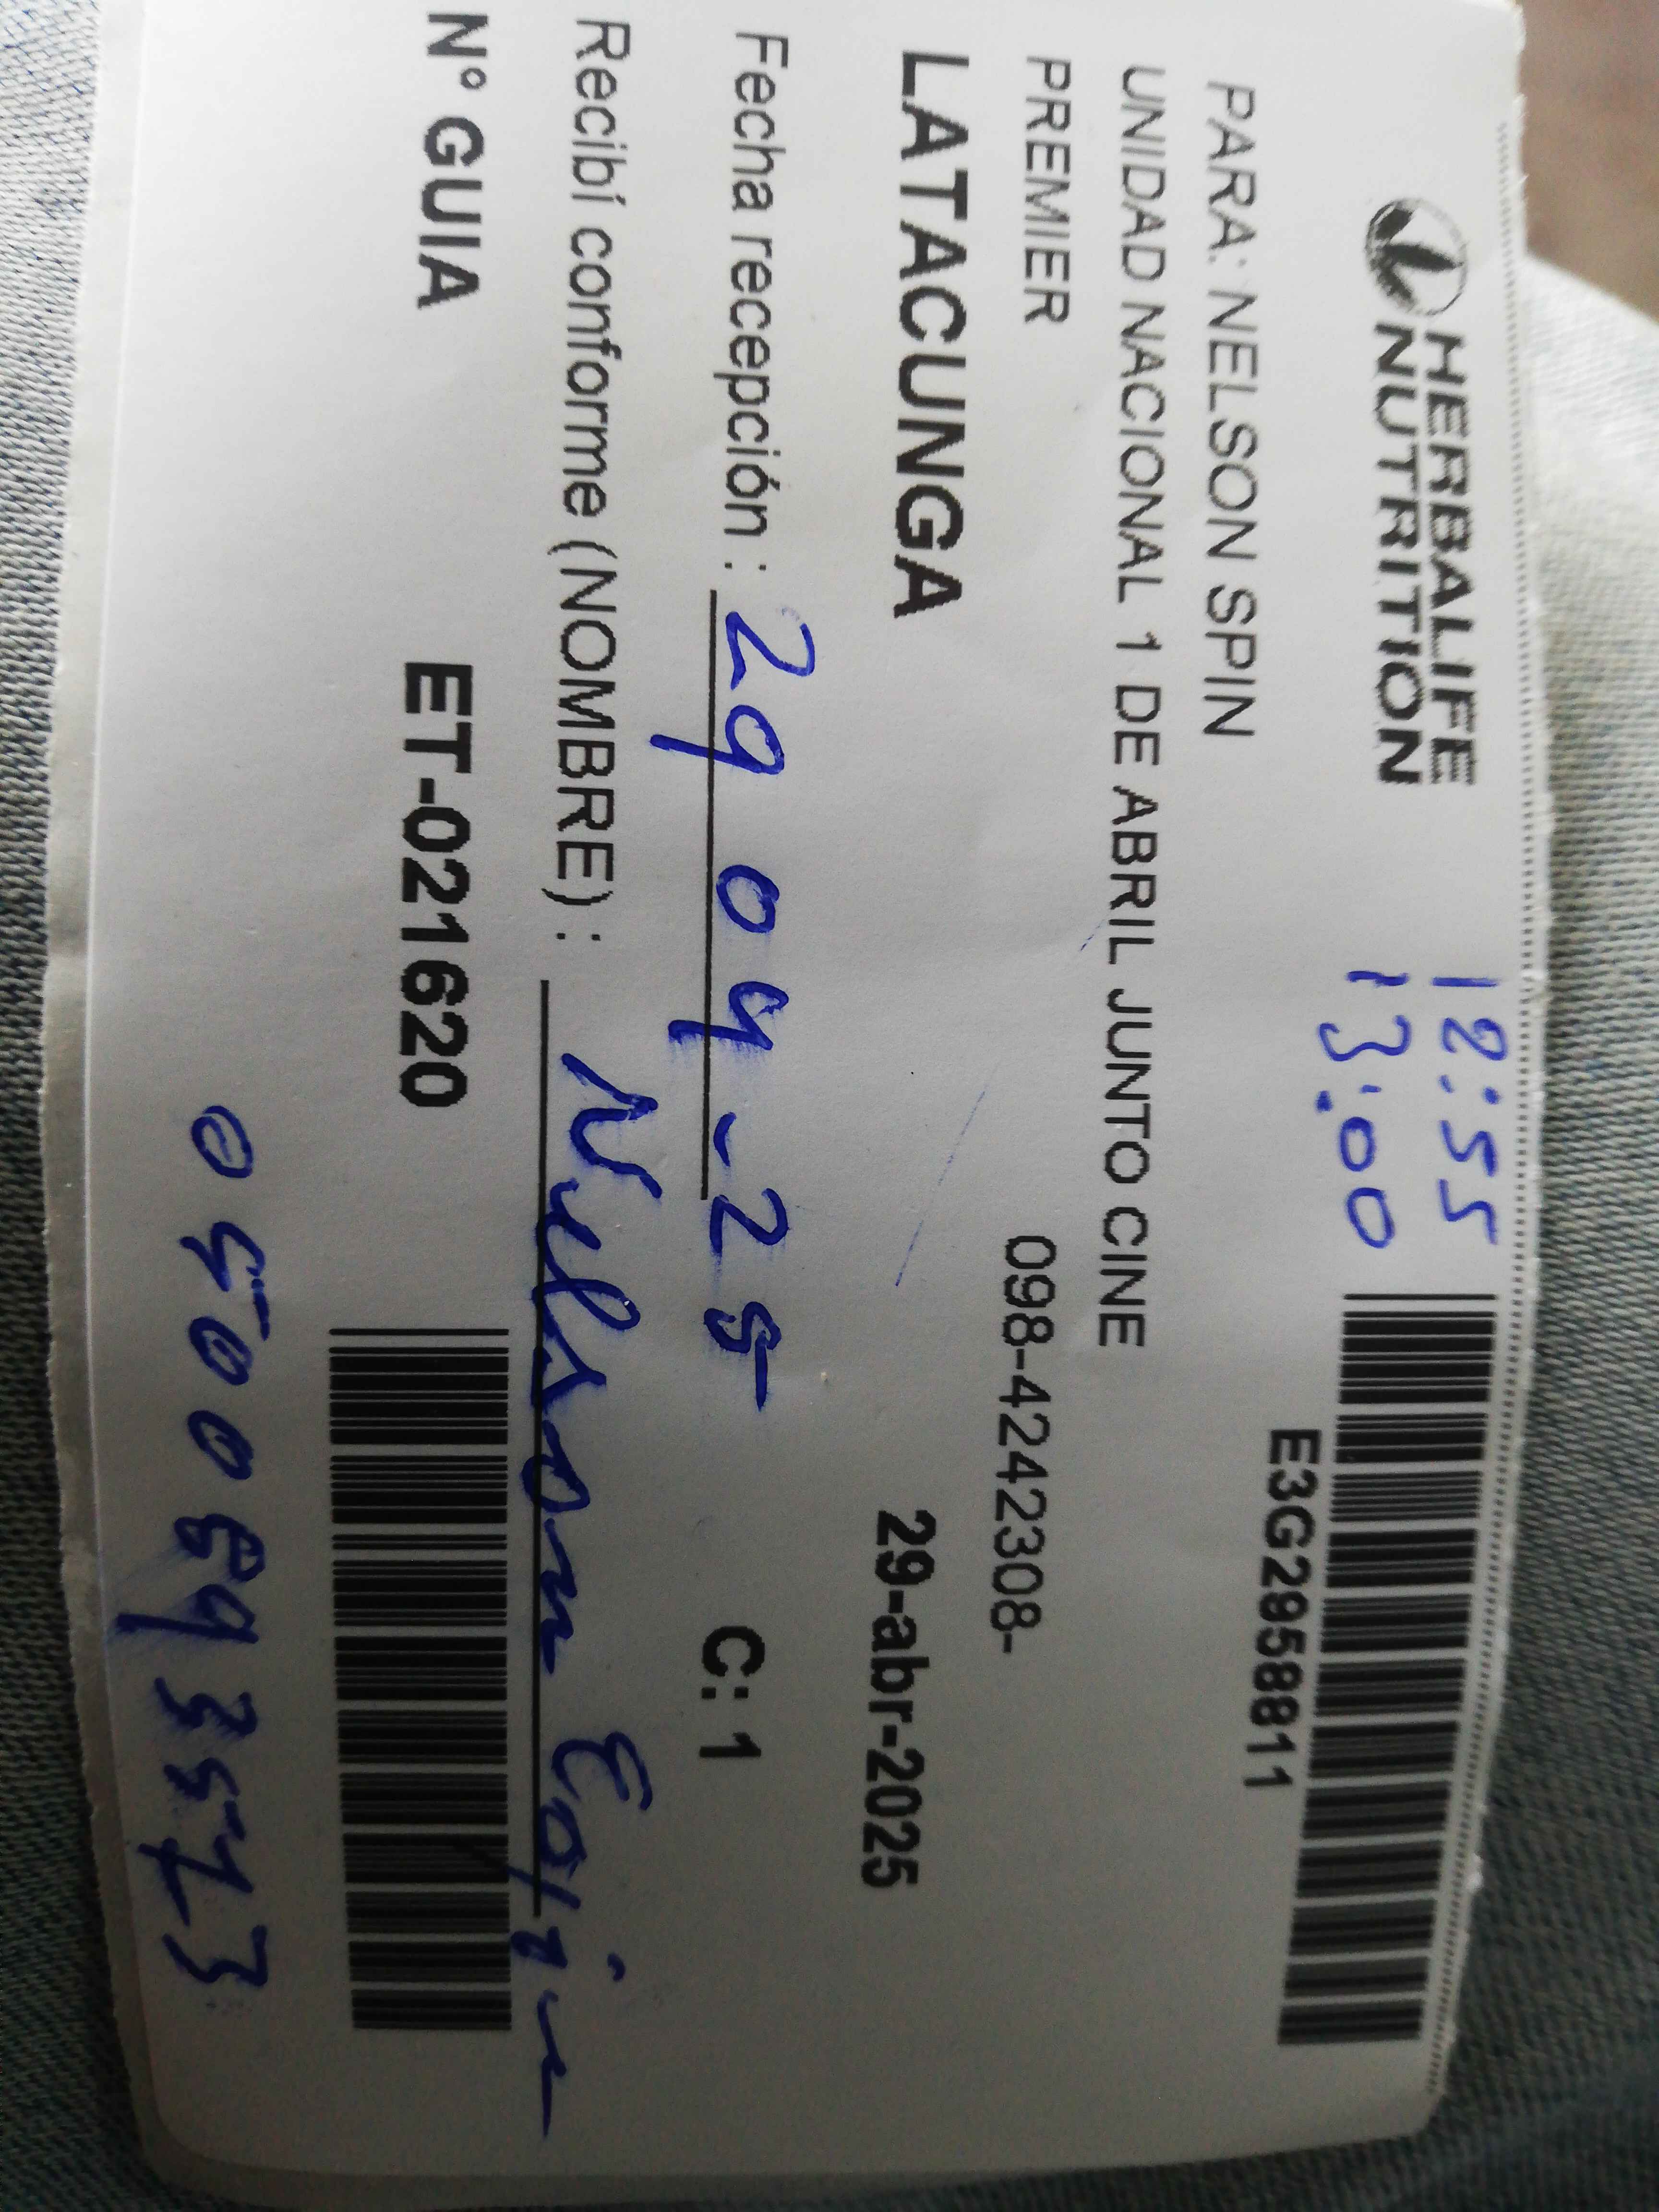 HERBALIFE
NUTRITION
12:55
13:00
E3G2958811
PARA: NELSON SPIN
UNIDAD NACIONAL 1 DE ABRIL JUNTO CINE
PREMIER
098-4242308-
LATACUNGA
29-abr-2025
Fecha recepción : 29 04-25
C: 1
Recibí conforme (NOMBRE) : Nelson
N° GUIA ET-021620